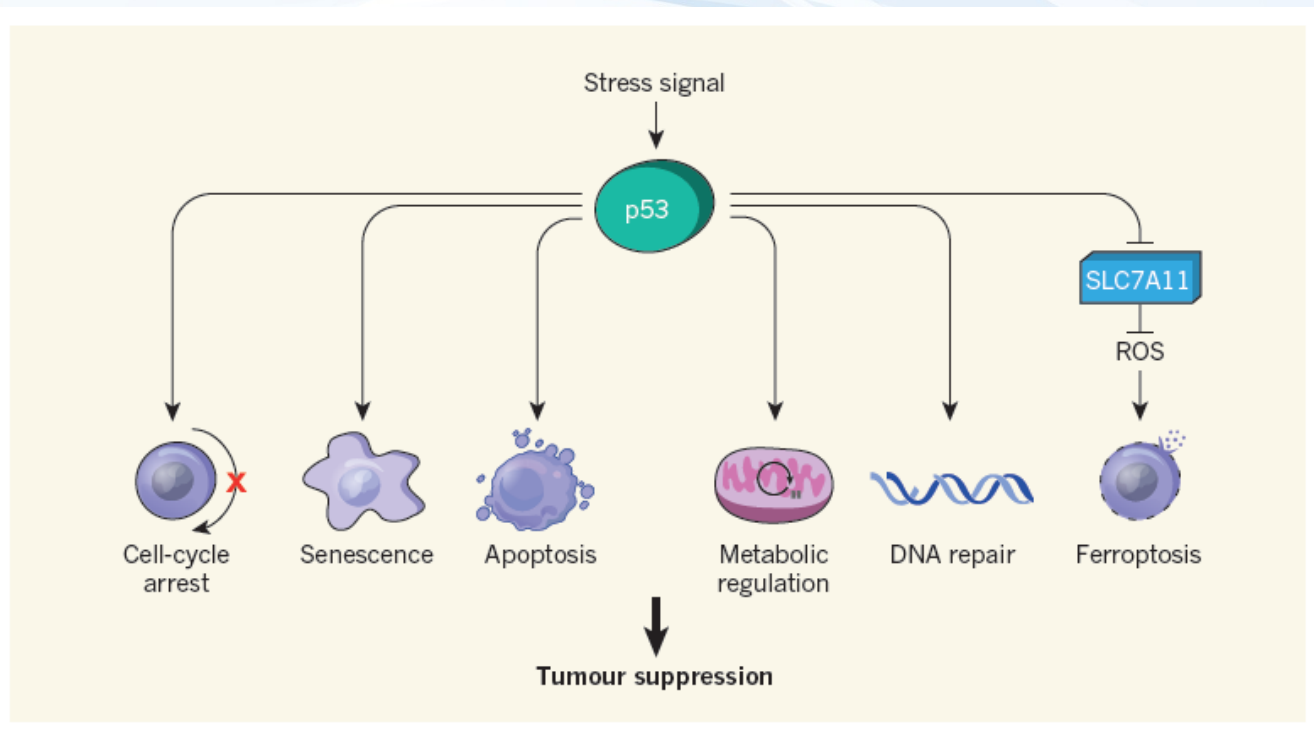 Stress signal
p53
SLC7A11
ROS
X
Cell-cycle
arrest
Senescence
Apoptosis
Metabolic
regulation
DNA repair
Ferroptosis
Tumour suppression